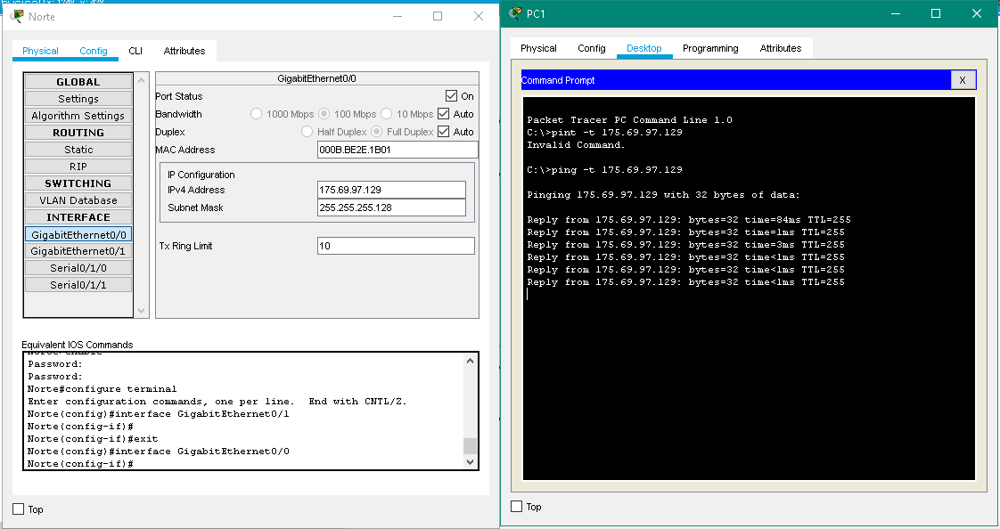 Norte
Physical Config CLI Attributes
GLOBAL
Settings
Algorithm Settings
ROUTING
Static
RIP
SWITCHING
VLAN Database
INTERFACE
GigabitEthernet0/0
GigabitEthernet0/1
Serial0/1/0
Serial0/1/1
GigabitEthernet0/0
Port Status On
Bandwidth 1000 Mbps 100 Mbps 10 Mbps Auto
Duplex Half Duplex Full Duplex Auto
MAC Address 000B.BE2E.1B01
IP Configuration
IPv4 Address 175.69.97.129
Subnet Mask 255.255.255.128
Tx Ring Limit 10
Equivalent IOS Commands
Password:
Password:
Norte#configure terminal
Enter configuration commands, one per line. End with CNTL/Z.
Norte(config)#interface GigabitEthernet0/1
Norte(config-if)#
Norte(config-if)#exit
Norte(config)#interface GigabitEthernet0/0
Norte(config-if)#
Top
PC1
Physical Config Desktop Programming Attributes
Command Prompt X
Packet Tracer PC Command Line 1.0
C:\>pint -t 175.69.97.129
Invalid Command.
C:\>ping -t 175.69.97.129
Pinging 175.69.97.129 with 32 bytes of data:
Reply from 175.69.97.129: bytes=32 time=84ms TTL=255
Reply from 175.69.97.129: bytes=32 time=1ms TTL=255
Reply from 175.69.97.129: bytes=32 time=3ms TTL=255
Reply from 175.69.97.129: bytes=32 time<1ms TTL=255
Reply from 175.69.97.129: bytes=32 time<1ms TTL=255
Reply from 175.69.97.129: bytes=32 time<1ms TTL=255
Top